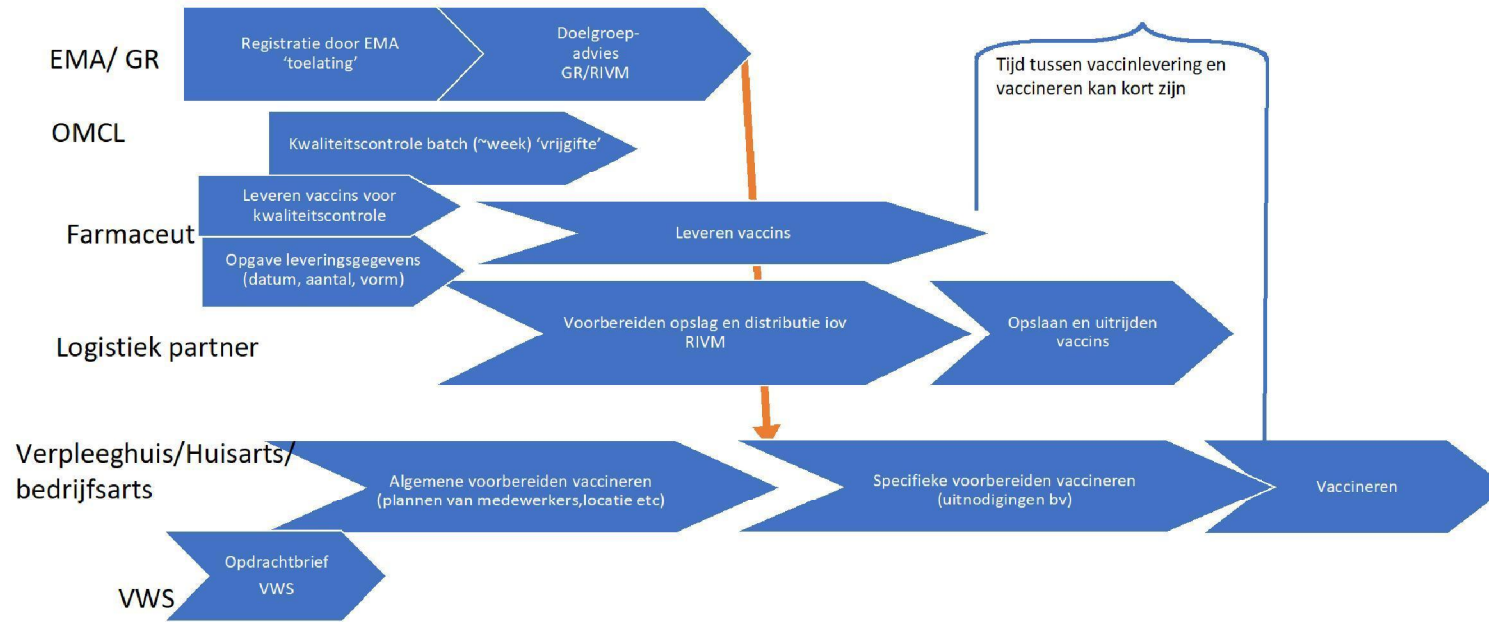 EMA/ GR
Registratie door EMA
‘toelating’
Doelgroep-
advies
GR/RIVM
Tijd tussen vaccinlevering en
vaccineren kan kort zijn
OMCL
Kwaliteitscontrole batch (~week) ‘vrijgifte’
Farmaceut
Leveren vaccins voor
kwaliteitscontrole
Leveren vaccins
Opgave leveringsgegevens
(datum, aantal, vorm)
Logistiek partner
Voorbereiden opslag en distributie iov
RIVM
Opslaan en uitrijden
vaccins
Verpleeghuis/Huisarts/
bedrijfsarts
Algemene voorbereiden vaccineren
(plannen van medewerkers,locatie etc)
Specifieke voorbereiden vaccineren
(uitnodigingen bv)
Vaccineren
VWS
Opdrachtbrief
VWS